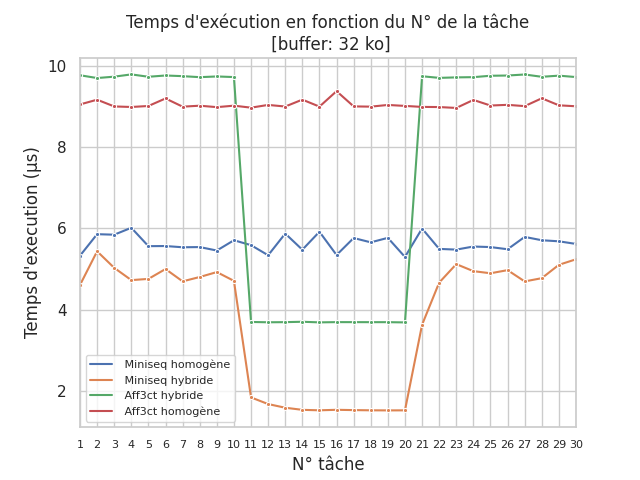 Temps d'exécution en fonction du N° de la tâche
[buffer: 32 ko]
Temps d'execution (µs)
10
8
6
4
2
Miniseq homogène
Miniseq hybride
Aff3ct hybride
Aff3ct homogène
1 2 3 4 5 6 7 8 9 10 11 12 13 14 15 16 17 18 19 20 21 22 23 24 25 26 27 28 29 30
N° tâche